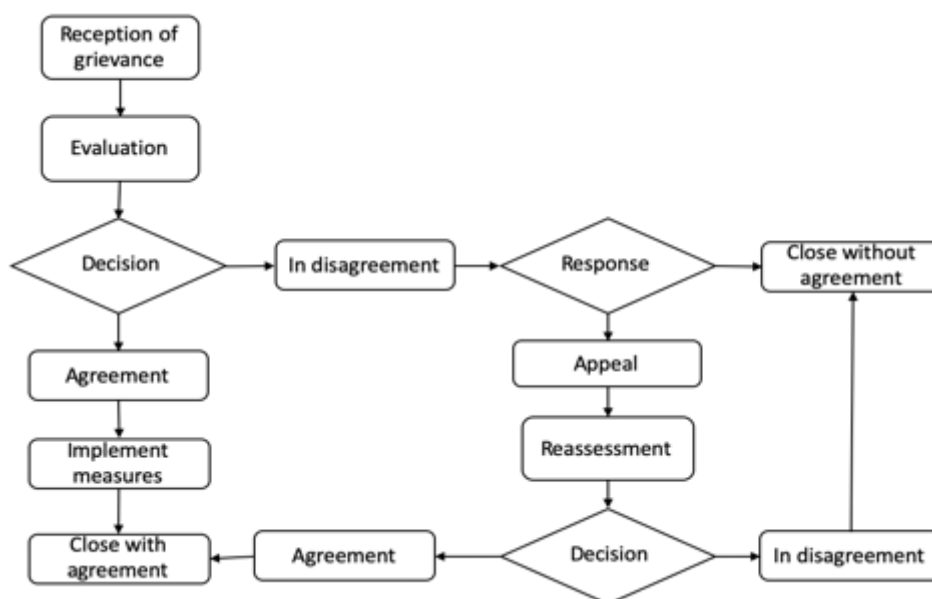 Reception of
grievance
Evaluation
Decision
In disagreement
Response
Close without
agreement
Agreement
Appeal
Implement
measures
Reassessment
Close with
agreement
Agreement
Decision
In disagreement